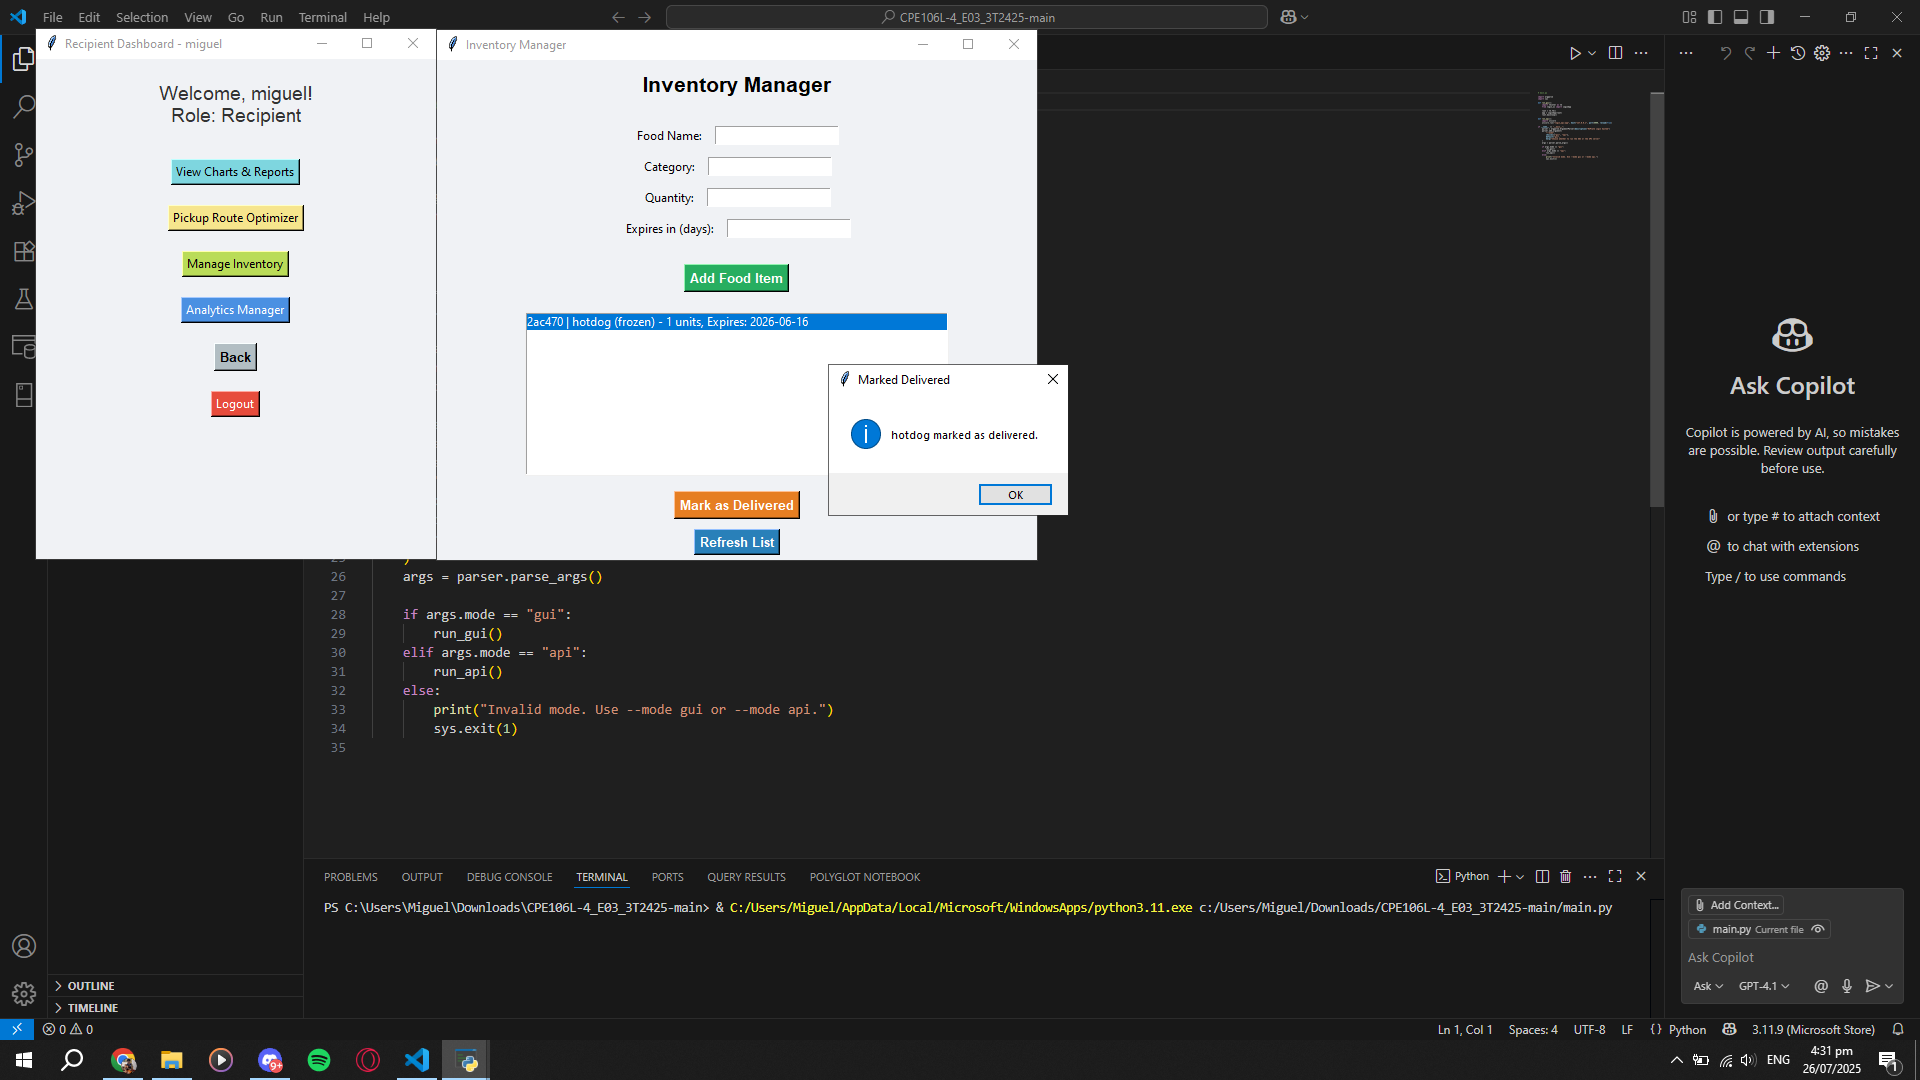 File Edit Selection View Go Run Terminal Help
CPE106L-4_E03_3T2425-main
Recipient Dashboard - miguel
Welcome, miguel!
Role: Recipient
View Charts & Reports
Pickup Route Optimizer
Manage Inventory
Analytics Manager
Back
Logout
Inventory Manager
Inventory Manager
Food Name:
Category:
Quantity:
Expires in (days):
Add Food Item
2ac470 | hotdog (frozen) - 1 units, Expires: 2026-06-16
Marked Delivered
hotdog marked as delivered.
OK
Mark as Delivered
Refresh List
26 args = parser.parse_args()
27
28 if args.mode == "gui":
29 run_gui()
30 elif args.mode == "api":
31 run_api()
32 else:
33 print("Invalid mode. Use --mode gui or --mode api.")
34 sys.exit(1)
35
PROBLEMS OUTPUT DEBUG CONSOLE TERMINAL PORTS QUERY RESULTS POLYGLOT NOTEBOOK
Python
PS C:\Users\Miguel\Downloads\CPE106L-4_E03_3T2425-main> & C:/Users/Miguel/AppData/Local/Microsoft/WindowsApps/python3.11.exe c:/Users/Miguel/Downloads/CPE106L-4_E03_3T2425-main/main.py
OUTLINE
TIMELINE
Ask Copilot
Copilot is powered by AI, so mistakes
are possible. Review output carefully
before use.
or type # to attach context
@ to chat with extensions
Type / to use commands
Add Context...
main.py Current file
Ask Copilot
Ask GPT-4.1
0 0
Ln 1, Col 1 Spaces: 4 UTF-8 LF {} Python 3.11.9 (Microsoft Store)
9+
ENG
4:31 pm
26/07/2025
1